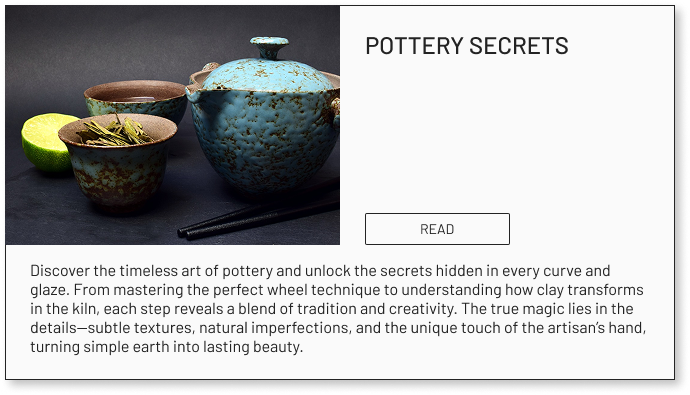 POTTERY SECRETS
READ
Discover the timeless art of pottery and unlock the secrets hidden in every curve and
glaze. From mastering the perfect wheel technique to understanding how clay transforms
in the kiln, each step reveals a blend of tradition and creativity. The true magic lies in the
details—subtle textures, natural imperfections, and the unique touch of the artisan's hand,
turning simple earth into lasting beauty.